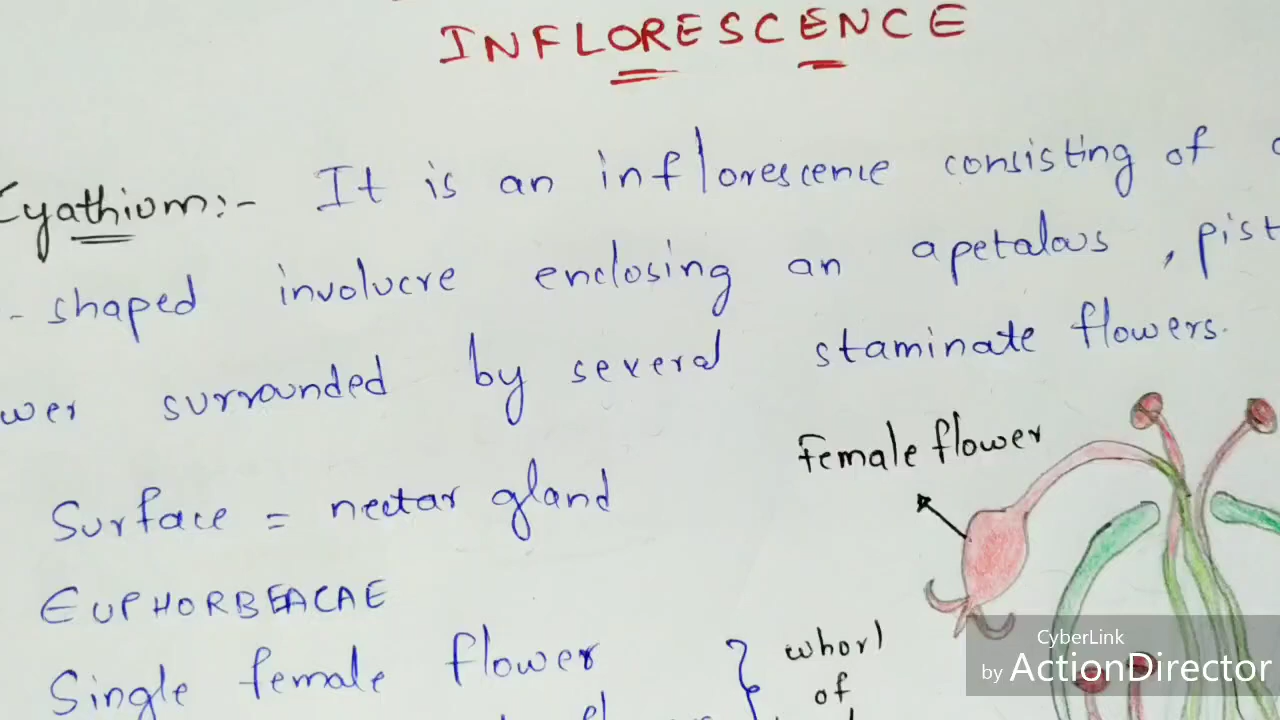 INFLORESCENCE
Cyathium:- It is an inflorescence consisting of
- shaped involucre enclosing an apetalous , pist
wer surrounded by several staminate flowers.
Female flower
Surface = nectar gland
EUPHORBEACAE
Single female flower
whorl
of
CyberLink
by ActionDirector